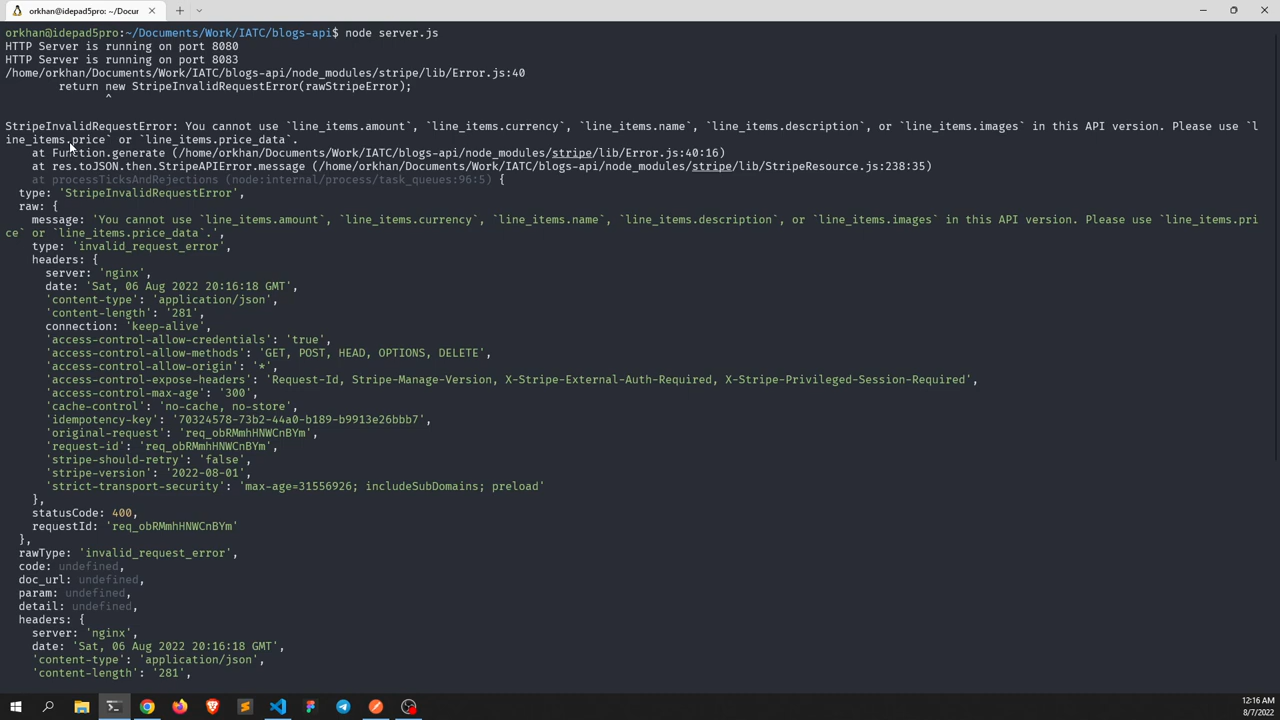 orkhan@idepad5pro: ~/Docu
orkhan@idepad5pro:~/Documents/Work/IATC/blogs-api$ node server.js
HTTP Server is running on port 8080
HTTP Server is running on port 8083
/home/orkhan/Documents/Work/IATC/blogs-api/node_modules/stripe/lib/Error.js:40
        return new StripeInvalidRequestError(rawStripeError);
               ^
StripeInvalidRequestError: You cannot use `line_items.amount`, `line_items.currency`, `line_items.name`, `line_items.description`, or `line_items.images` in this API version. Please use `l
ine_items.price` or `line_items.price_data`.
    at Function.generate (/home/orkhan/Documents/Work/IATC/blogs-api/node_modules/stripe/lib/Error.js:40:16)
    at res.toJSON.then.StripeAPIError.message (/home/orkhan/Documents/Work/IATC/blogs-api/node_modules/stripe/lib/StripeResource.js:238:35)
    at processTicksAndRejections (node:internal/process/task_queues:96:5) {
  type: 'StripeInvalidRequestError',
  raw: {
    message: 'You cannot use `line_items.amount`, `line_items.currency`, `line_items.name`, `line_items.description`, or `line_items.images` in this API version. Please use `line_items.pri
ce` or `line_items.price_data`.',
    type: 'invalid_request_error',
    headers: {
      server: 'nginx',
      date: 'Sat, 06 Aug 2022 20:16:18 GMT',
      'content-type': 'application/json',
      'content-length': '281',
      connection: 'keep-alive',
      'access-control-allow-credentials': 'true',
      'access-control-allow-methods': 'GET, POST, HEAD, OPTIONS, DELETE',
      'access-control-allow-origin': '*',
      'access-control-expose-headers': 'Request-Id, Stripe-Manage-Version, X-Stripe-External-Auth-Required, X-Stripe-Privileged-Session-Required',
      'access-control-max-age': '300',
      'cache-control': 'no-cache, no-store',
      'idempotency-key': '70324578-73b2-44a0-b189-b9913e26bbb7',
      'original-request': 'req_obRMmhHNWCnBYm',
      'request-id': 'req_obRMmhHNWCnBYm',
      'stripe-should-retry': 'false',
      'stripe-version': '2022-08-01',
      'strict-transport-security': 'max-age=31556926; includeSubDomains; preload'
    },
    statusCode: 400,
    requestId: 'req_obRMmhHNWCnBYm'
  },
  rawType: 'invalid_request_error',
  code: undefined,
  doc_url: undefined,
  param: undefined,
  detail: undefined,
  headers: {
    server: 'nginx',
    date: 'Sat, 06 Aug 2022 20:16:18 GMT',
    'content-type': 'application/json',
    'content-length': '281',
12:16 AM
8/7/2022